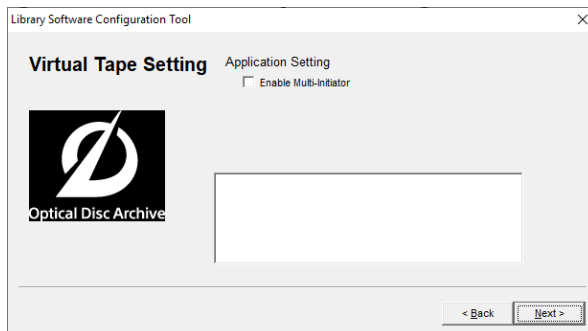 Library Software Configuration Tool
Virtual Tape Setting
Application Setting
Enable Multi-Initiator
Optical Disc Archive
< Back
Next >